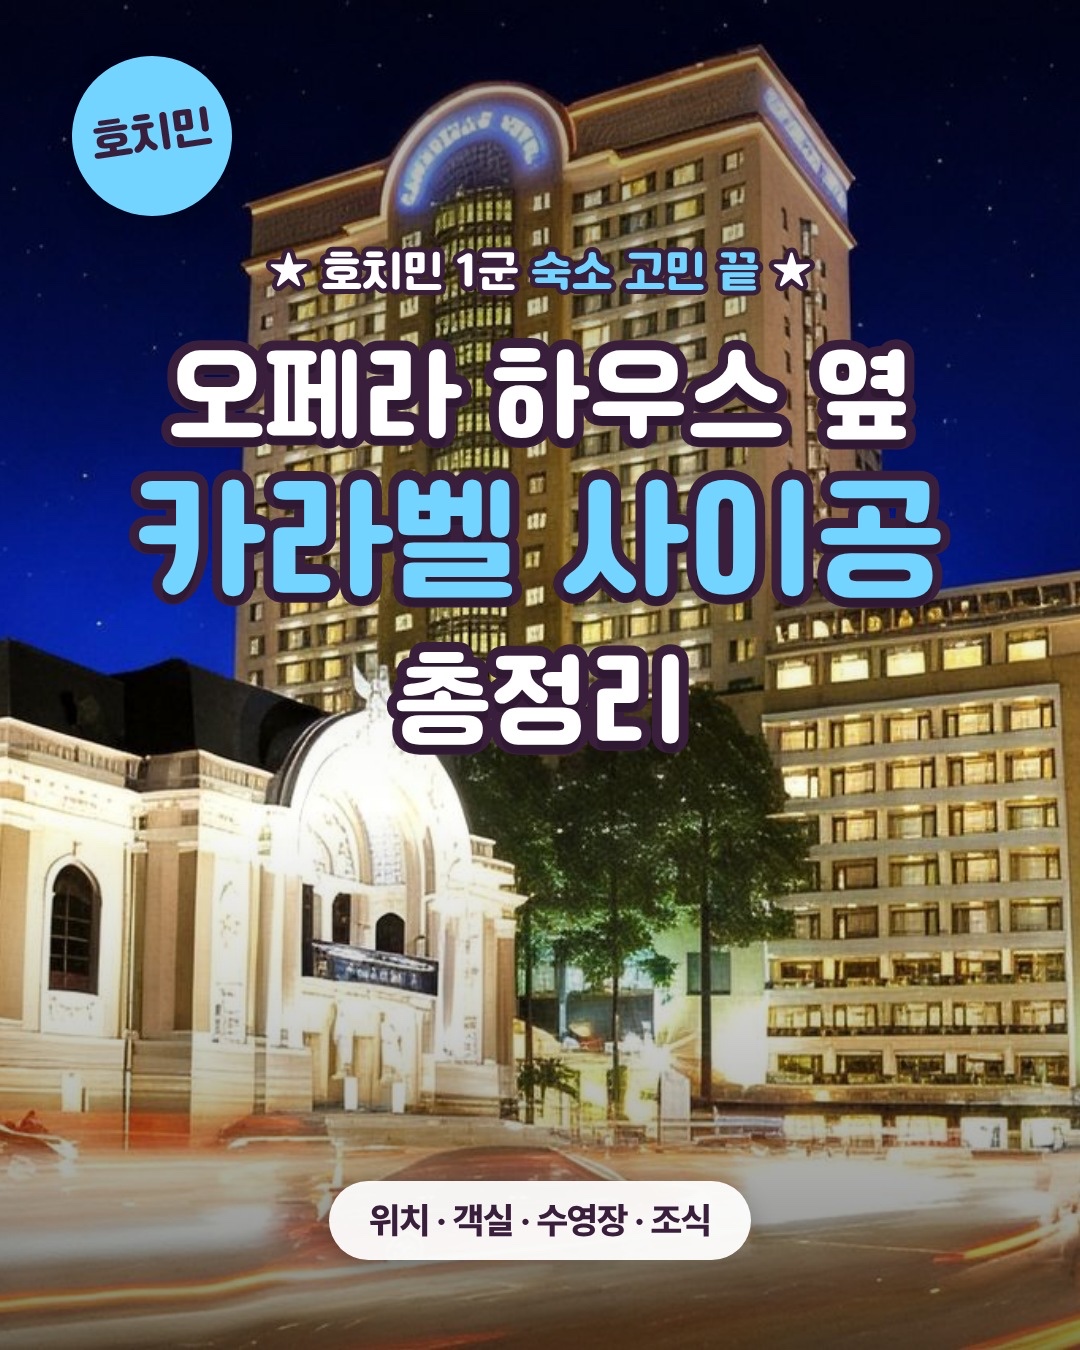 호치민
★ 호치민 1군 숙소 고민 끝 ★
오페라 하우스 옆
카라벨 사이공
총정리
위치 · 객실 · 수영장 · 조식